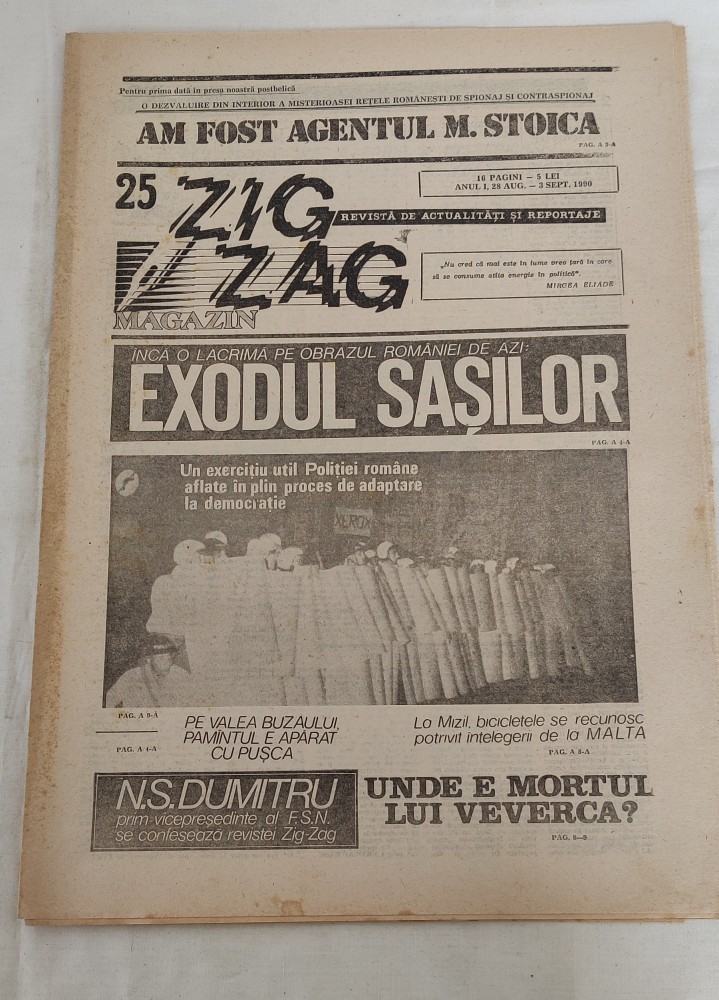 Pentru prima dată în presa noastră postbelică
O DEZVALUIRE DIN INTERIOR A MISTERIOASEI REȚELE ROMÂNEȘTI DE SPIONAJ ȘI CONTRASPIONAJ
AM FOST AGENTUL M. STOICA
PAG. A 3-A
25 ZIG ZAG
MAGAZIN
16 PAGINI — 5 LEI
ANUL I, 28 AUG. — 3 SEPT. 1990
REVISTĂ DE ACTUALITĂȚI ȘI REPORTAJE
„Nu cred că mai este în lume vreo țară în care
să se consume atîta energie în politică”.
MIRCEA ELIADE
ÎNCĂ O LACRIMĂ PE OBRAZUL ROMÂNIEI DE AZI:
EXODUL SAȘILOR
PAG. A 4-A
Un exercițiu util Poliției române
aflate în plin proces de adaptare
la democrație
XEROX
PAG. A 9-A
PAG. A 4-A
PE VALEA BUZAULUI,
PAMÎNTUL E APĂRAT
CU PUȘCA
La Mizil, bicicletele se recunosc
potrivit înțelegerii de la MALTA
PAG. A 8-A
N.S. DUMITRU
prim-vicepreședinte al F.S.N.
se confesează revistei Zig-Zag
UNDE E MORTUL
LUI VEVERCA?
PAG. 8—9